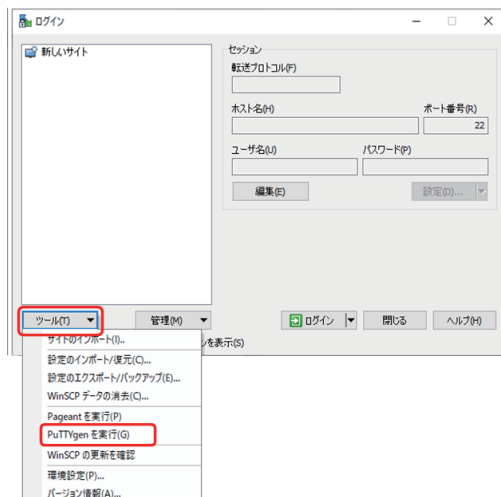 ログイン
新しいサイト
セッション
転送プロトコル(F)
ホスト名(H)
ポート番号(R)
22
ユーザ名(U)
パスワード(P)
編集(E)
設定(D)...
ツール(T)
管理(M)
ログイン
閉じる
ヘルプ(H)
サイトのインポート(I)..
を表示(S)
設定のインポート/復元(C)...
設定のエクスポート/バックアップ(E)...
WinSCP データの消去(C)...
Pageant を実行(P)
PuTTYgen を実行(G)
WinSCP の更新を確認
環境設定(P)...
バージョン情報(A)...